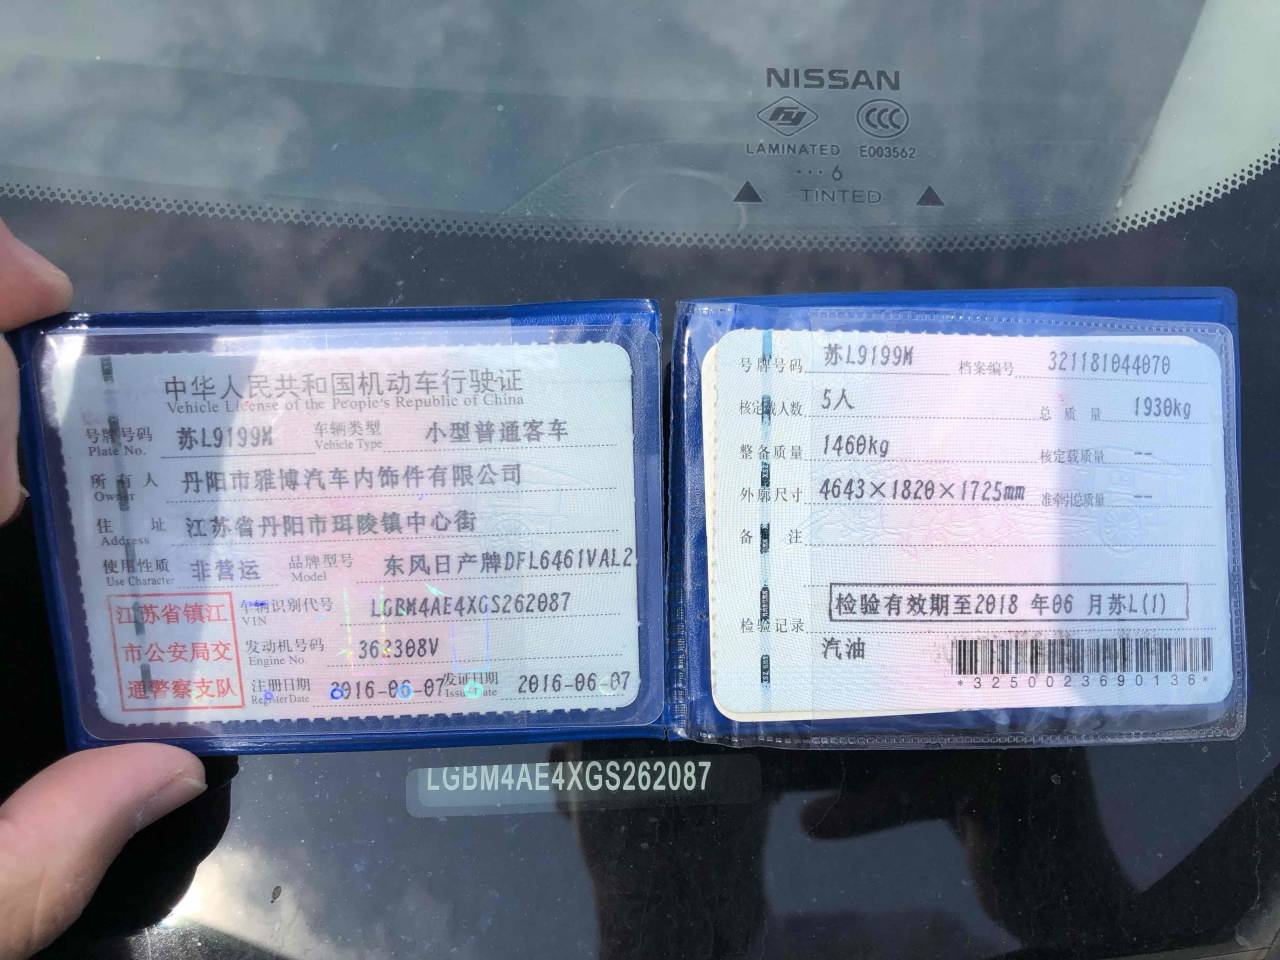 NISSAN
LAMINATED E003562
···6
TINTED
中华人民共和国机动车行驶证
Vehicle License of the People's Republic of China
号牌号码 苏L9199M 车辆类型 小型普通客车
Plate No. Vehicle Type
所有人 丹阳市雅博汽车内饰件有限公司
Owner
住址 江苏省丹阳市珥陵镇中心街
Address
使用性质 非营运 品牌型号 东风日产牌DFL6461VAL2
Use Character Model
江苏省镇江
市公安局交
通警察支队
车辆识别代号 LGBM4AE4XGS262087
VIN
发动机号码 363308V
Engine No.
注册日期 2016-06-07 发证日期 2016-06-07
Register Date Issue Date
号牌号码 苏L9199M 档案编号 321181044070
核定载人数 5人 总质量 1930kg
整备质量 1460kg 核定载质量 --
外廓尺寸 4643×1820×1725mm 准牵引总质量 --
备注
检验有效期至2018 年06 月苏L(1)
检验记录
汽油
*3250023690136*
LGBM4AE4XGS262087